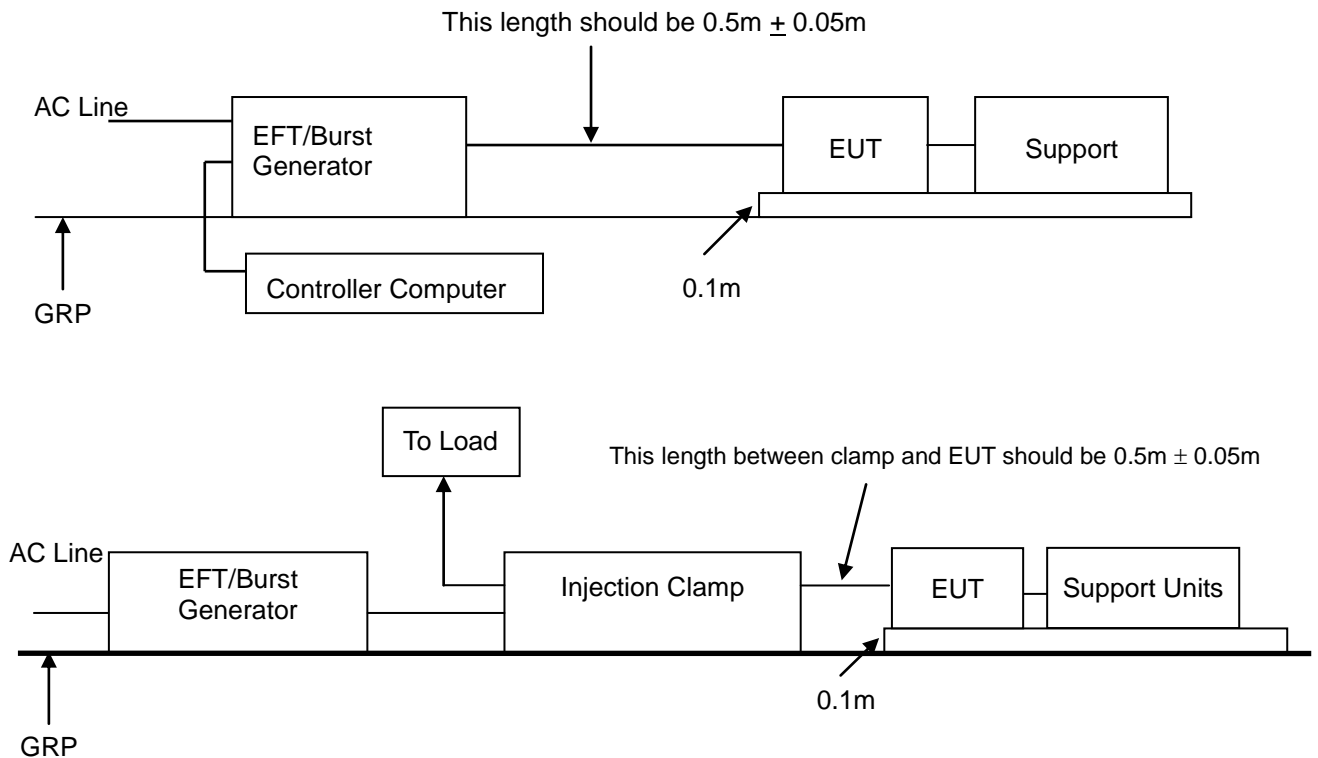 This length should be 0.5m ± 0.05m
AC Line
EFT/Burst
Generator
EUT
Support
Controller Computer
0.1m
GRP
To Load
This length between clamp and EUT should be 0.5m ± 0.05m
AC Line
EFT/Burst
Generator
Injection Clamp
EUT
Support Units
0.1m
GRP